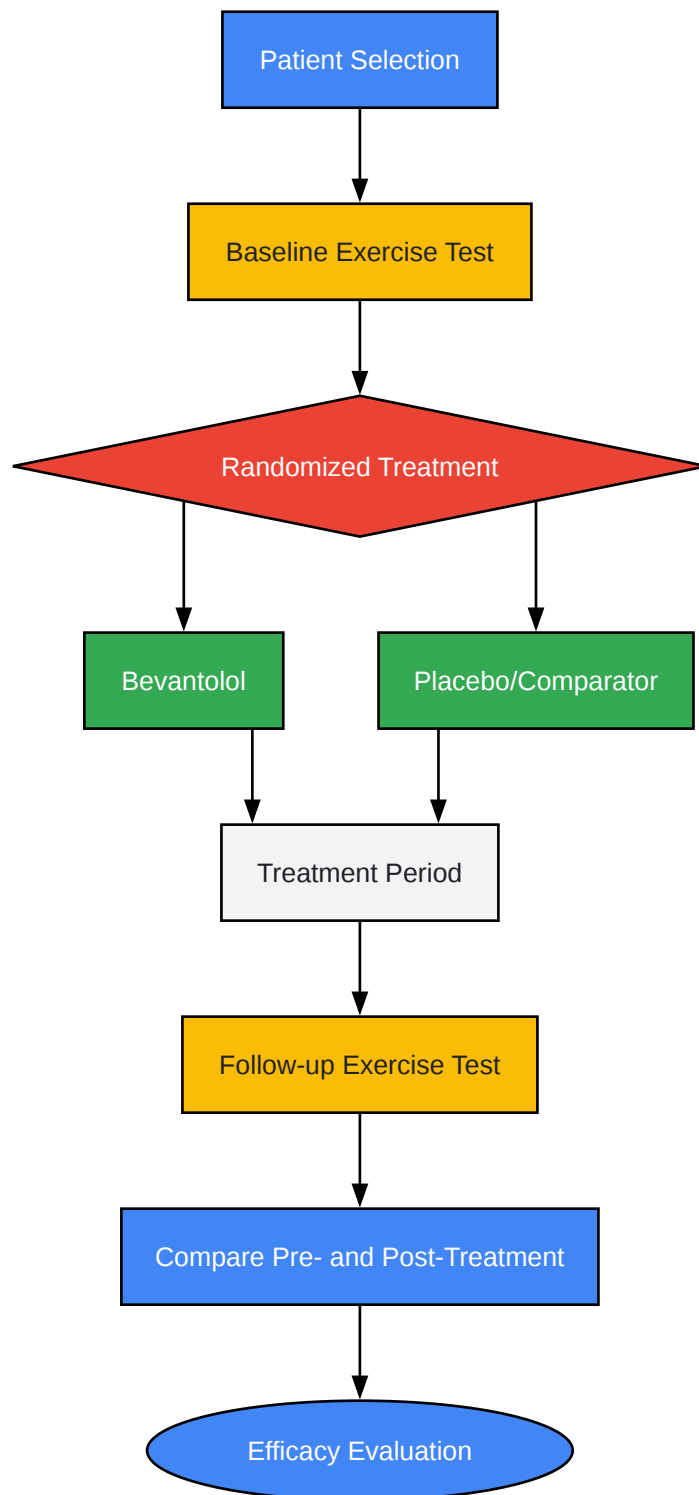 Patient Selection
Baseline Exercise Test
Randomized Treatment
Bevantolol
Placebo/Comparator
Treatment Period
Follow-up Exercise Test
Compare Pre- and Post-Treatment
Efficacy Evaluation